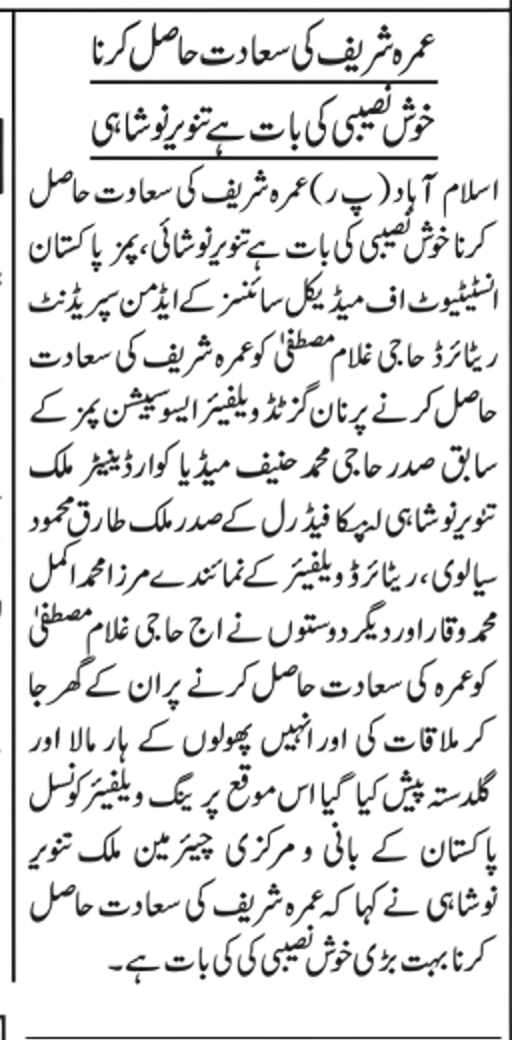 عمرہ شریف کی سعادت حاصل کرنا
خوش نصیبی کی بات ہے تنویر نوشاہی
اسلام آباد (پ ر) عمرہ شریف کی سعاوت حاصل
کرنا خوش نصیبی کی بات ہے تنویر نوشائی، پمز پاکستان
انسٹیٹیوٹ اف میڈیکل سائنسز کے ایڈمن سپریڈنٹ
ریٹائرڈ حاجی غلام مصطفیٰ کو عمرہ شریف کی سعادت
حاصل کرنے پر نان گزٹڈ ویلفیئر ایسوسییشن پمز کے
سابق صدر حاجی محمد حنیف میڈیا کوارڈینیٹر ملک
تنویر نوشاہی لیسکا فیڈرل کے صدر ملک طارق محمود
سیالوی، ریٹائرڈ ویلفیئر کے نمائندے مرزا محمد اکمل
محمد وقار اور دیگر دوستوں نے اج حاجی غلام مصطفیٰ
کو عمرہ کی سعادت حاصل کرنے پر ان کے گھر جا
کر ملاقات کی اور انہیں پھولوں کے ہار مالا اور
گلدستہ پیش کیا گیا اس موقع پر ینگ ویلفیئر کونسل
پاکستان کے بانی و مرکزی چیئرمین ملک تنویر
نوشاہی نے کہا کہ عمرہ شریف کی سعادت حاصل
کرنا بہت بڑی خوش نصیبی کی کی بات ہے۔